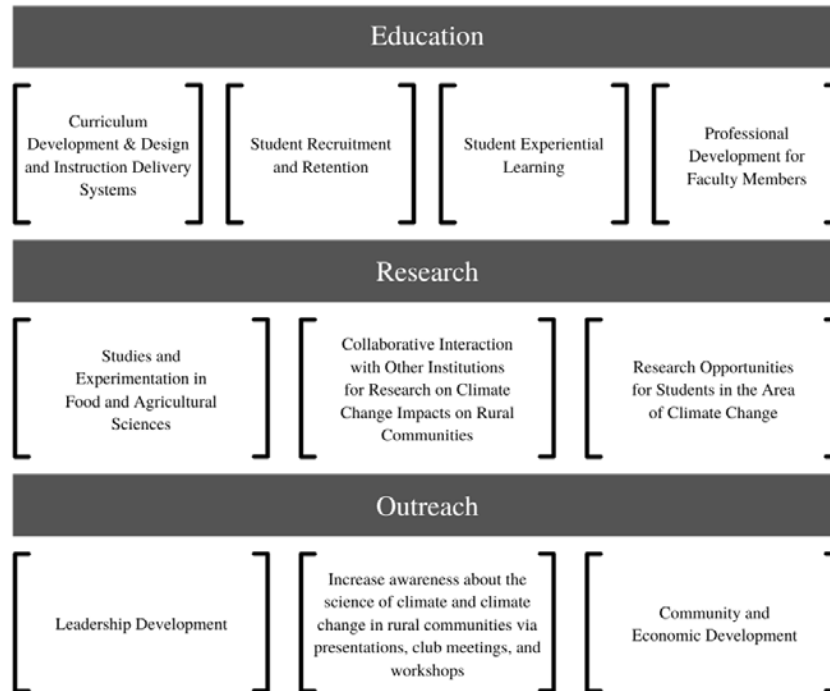 Education
Curriculum
Development & Design
and Instruction Delivery
Systems
Student Recruitment
and Retention
Student Experiential
Learning
Professional
Development for
Faculty Members
Research
Studies and
Experimentation in
Food and Agricultural
Sciences
Collaborative Interaction
with Other Institutions
for Research on Climate
Change Impacts on Rural
Communities
Research Opportunities
for Students in the Area
of Climate Change
Outreach
Leadership Development
Increase awareness about the
science of climate and climate
change in rural communities via
presentations, club meetings, and
workshops
Community and
Economic Development